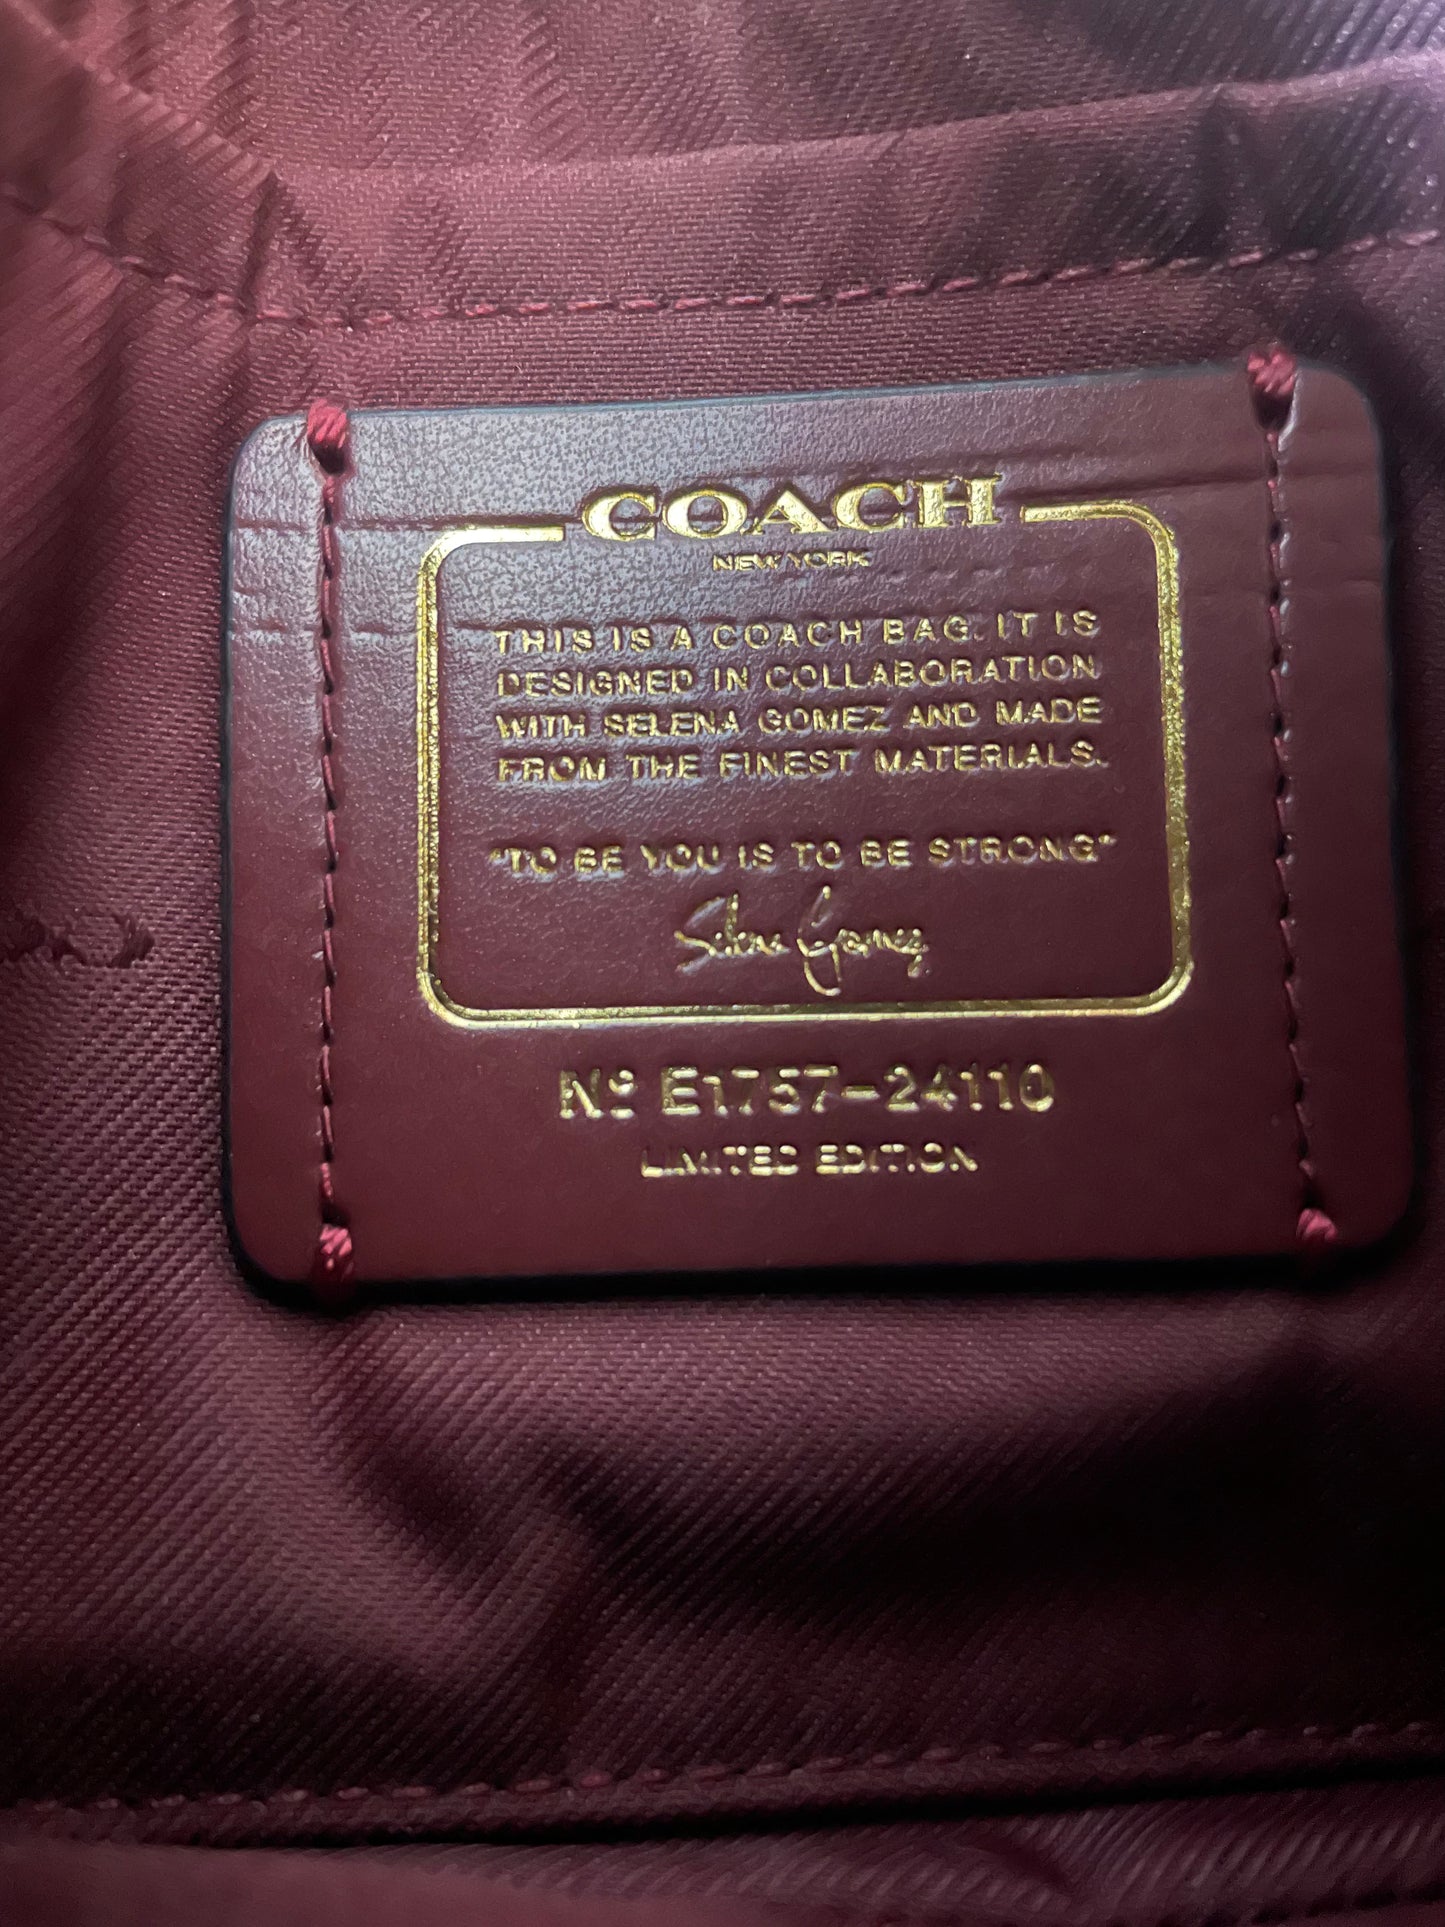 COACH
NEW YORK
THIS IS A COACH BAG. IT IS
DESIGNED IN COLLABORATION
WITH SELENA GOMEZ AND MADE
FROM THE FINEST MATERIALS.
"TO BE YOU IS TO BE STRONG"
Selena Gomez
Nº E1757-24110
LIMITED EDITION